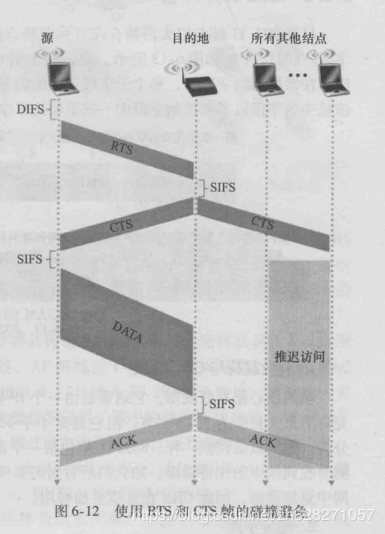 源
目的地
所有其他结点
DIFS
RTS
SIFS
CTS
CTS
SIFS
DATA
推迟访问
SIFS
ACK
ACK
图 6-12 使用 RTS 和 CTS 帧的碰撞避免